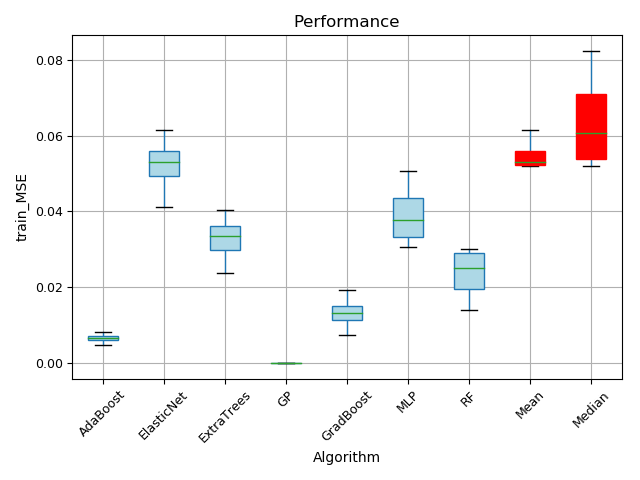 Performance
0.08
0.06
0.04
0.02
0.00
train_MSE
AdaBoost
ElasticNet
ExtraTrees
GP
GradBoost
MLP
RF
Mean
Median
Algorithm